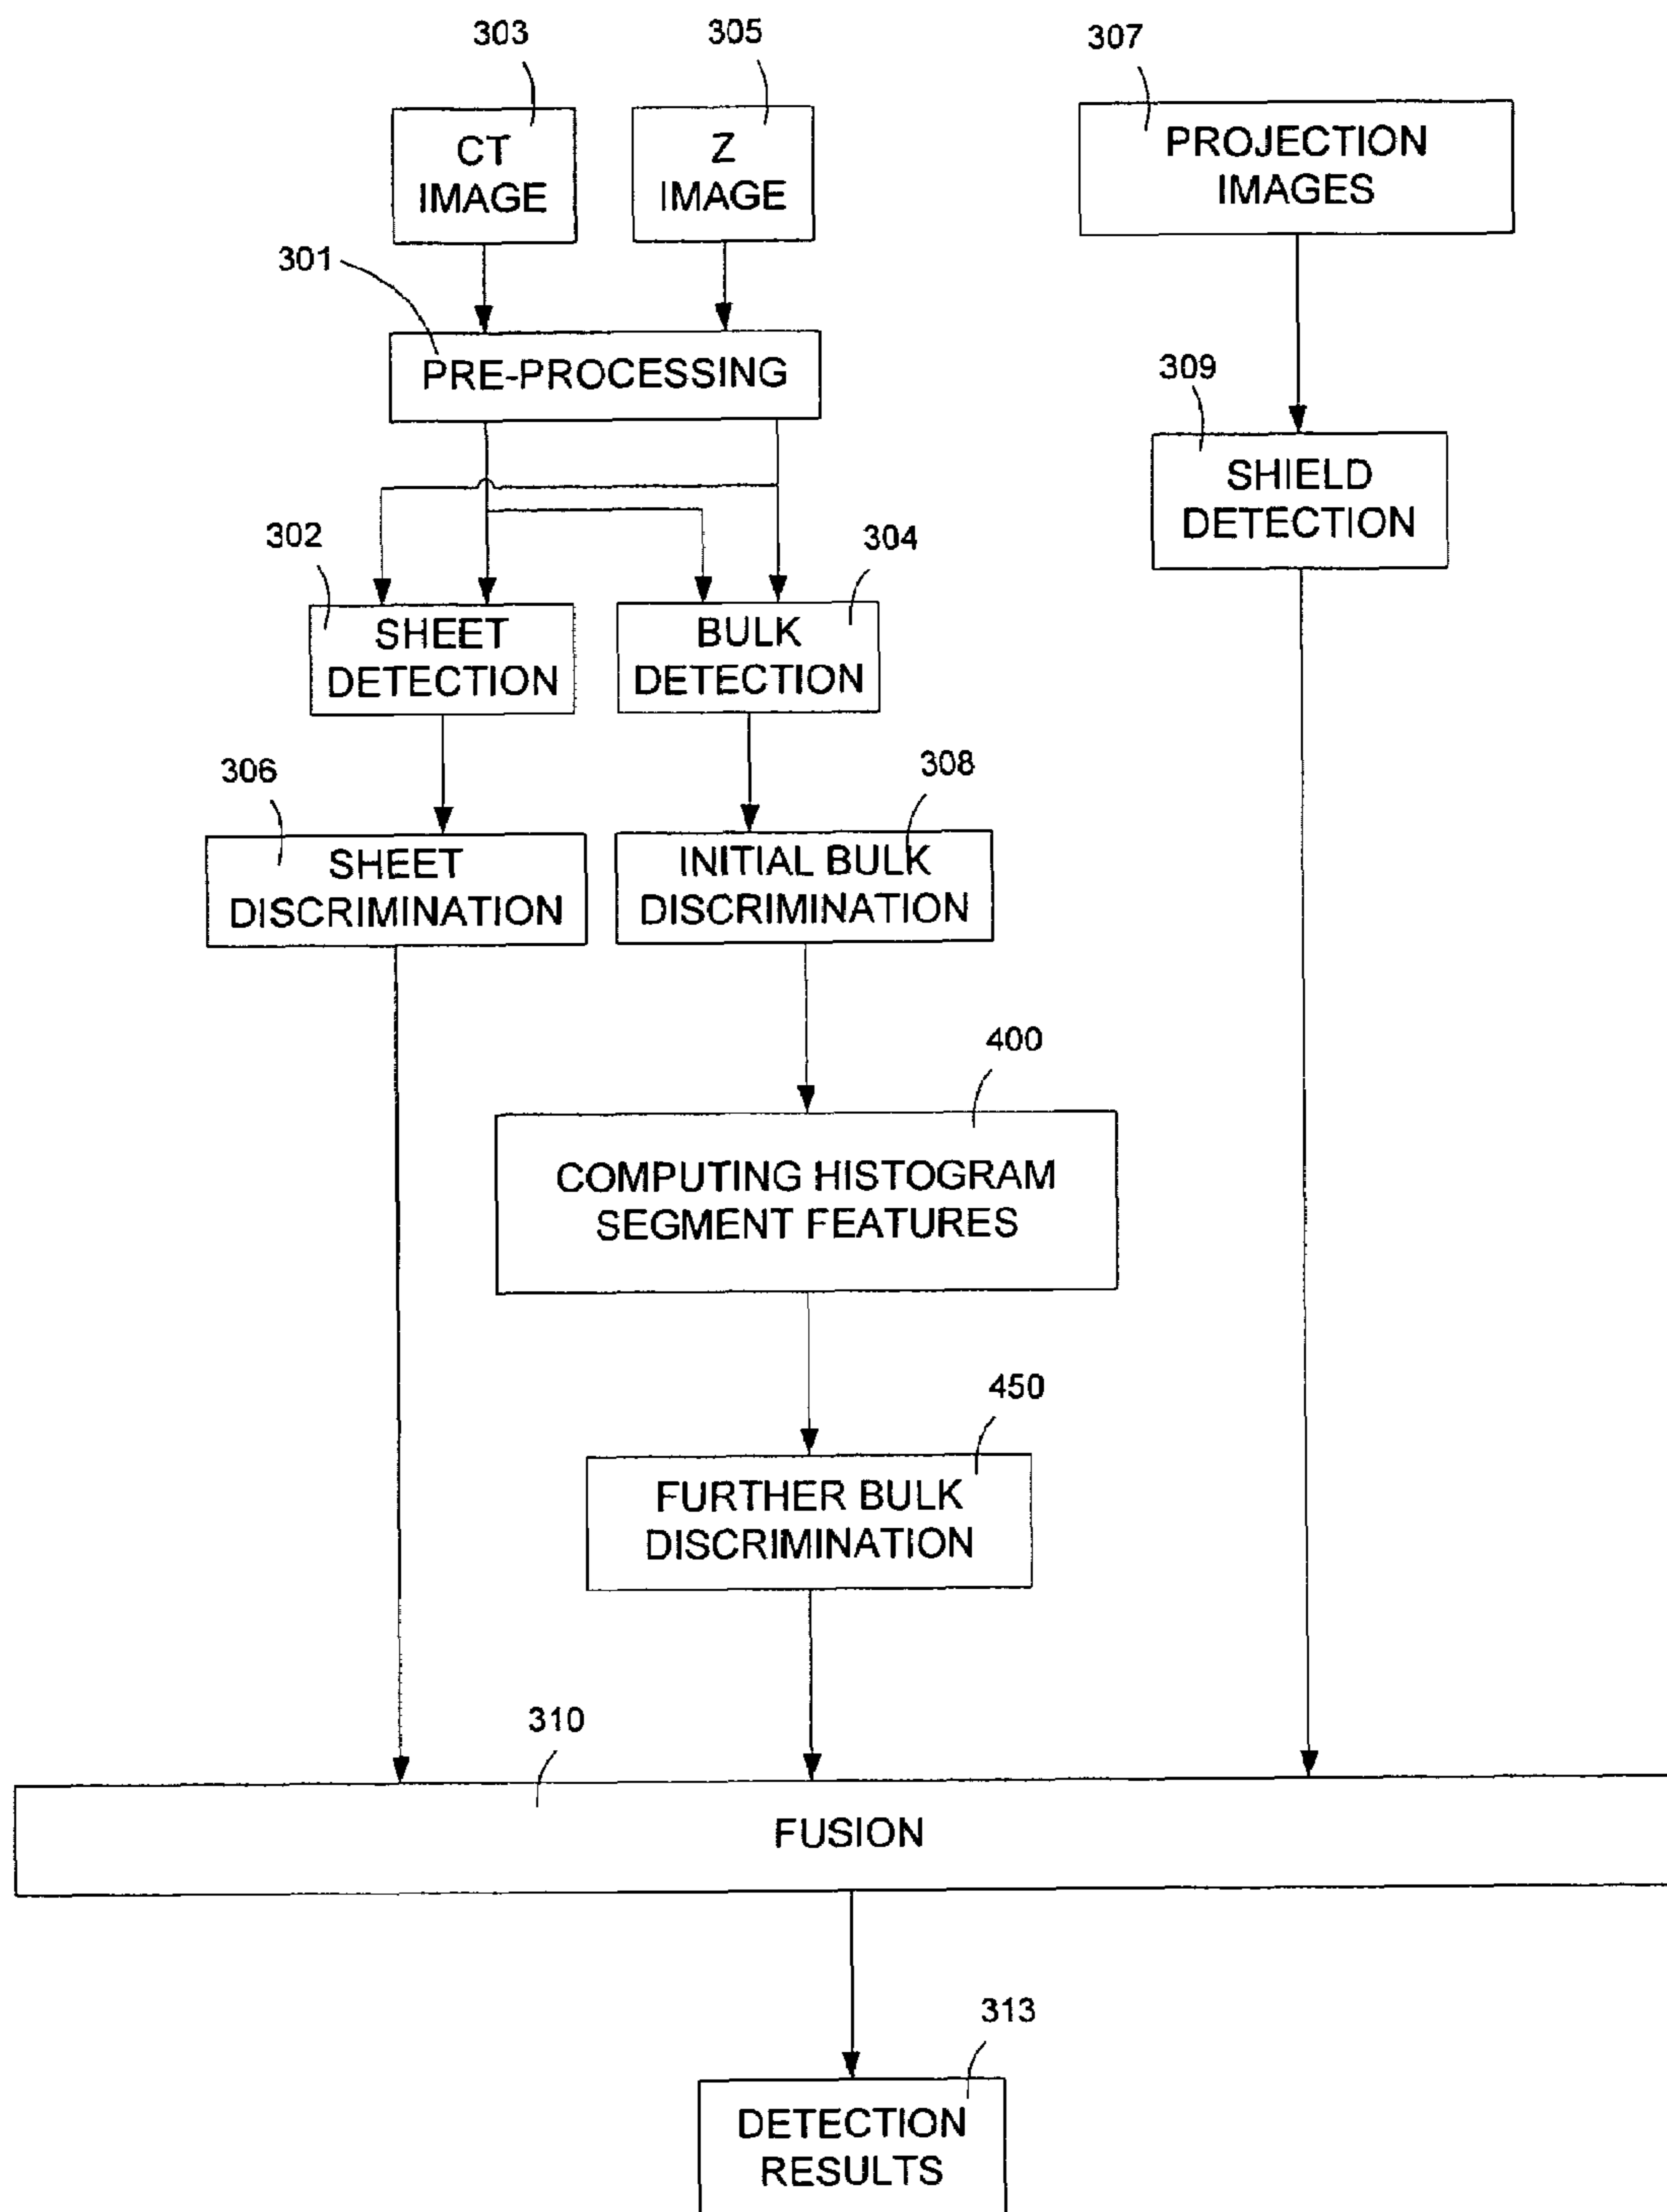 303
305
307
CT
IMAGE
Z
IMAGE
PROJECTION
IMAGES
301
PRE-PROCESSING
309
SHIELD
DETECTION
302
304
SHEET
DETECTION
BULK
DETECTION
306
308
SHEET
DISCRIMINATION
INITIAL BULK
DISCRIMINATION
400
COMPUTING HISTOGRAM
SEGMENT FEATURES
450
FURTHER BULK
DISCRIMINATION
310
FUSION
313
DETECTION
RESULTS